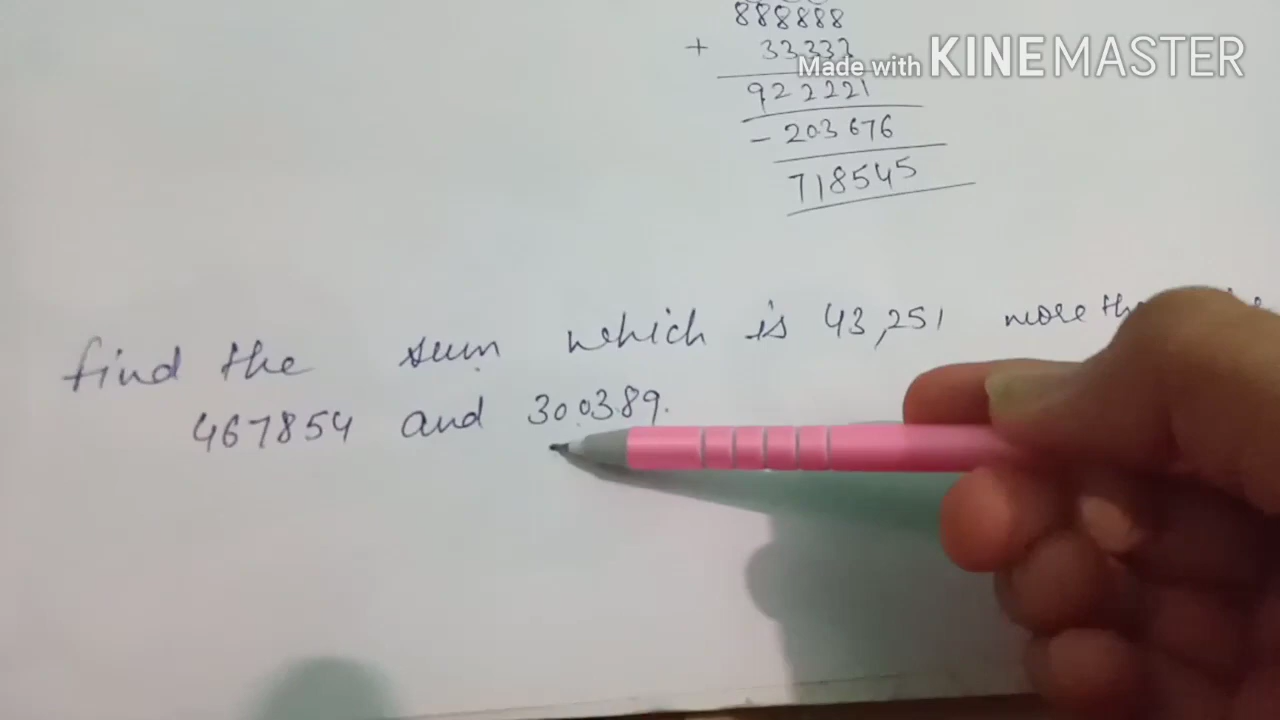 888888
+ 33333
Made with KINEMASTER
922221
- 203676
718545
find the sum which is 43,251 more
467854 and 300389.